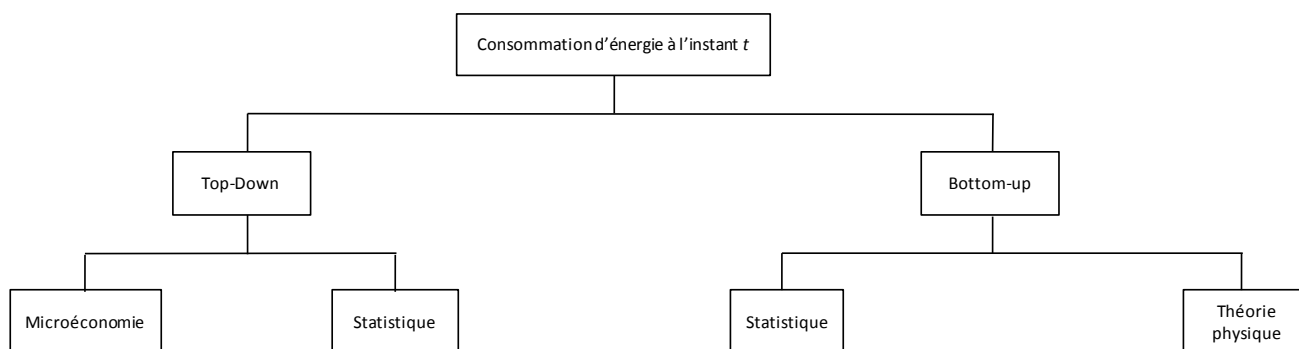 Consommation d'énergie à l'instant t
Top-Down
Bottom-up
Microéconomie
Statistique
Statistique
Théorie
physique